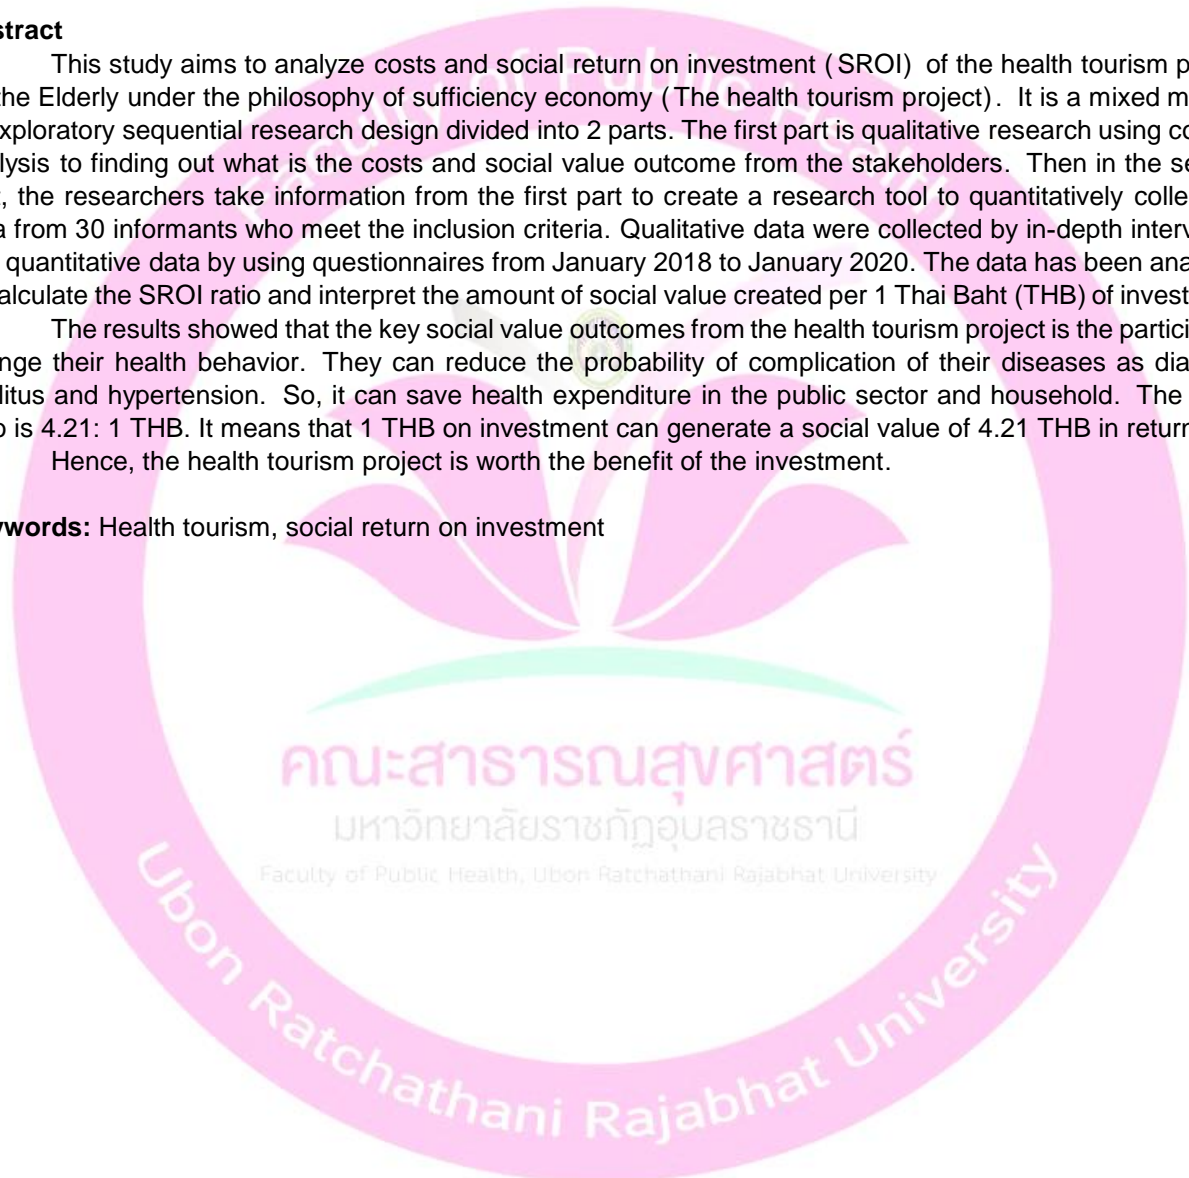 stract
This study aims to analyze costs and social return on investment (SROI) of the health tourism p
the Elderly under the philosophy of sufficiency economy (The health tourism project). It is a mixed m
xploratory sequential research design divided into 2 parts. The first part is qualitative research using co
lysis to finding out what is the costs and social value outcome from the stakeholders. Then in the se
t, the researchers take information from the first part to create a research tool to quantitatively colle
a from 30 informants who meet the inclusion criteria. Qualitative data were collected by in-depth interv
quantitative data by using questionnaires from January 2018 to January 2020. The data has been ana
alculate the SROI ratio and interpret the amount of social value created per 1 Thai Baht (THB) of invest
The results showed that the key social value outcomes from the health tourism project is the partici
nge their health behavior. They can reduce the probability of complication of their diseases as dia
litus and hypertension. So, it can save health expenditure in the public sector and household. The
o is 4.21: 1 THB. It means that 1 THB on investment can generate a social value of 4.21 THB in return
Hence, the health tourism project is worth the benefit of the investment.
ywords: Health tourism, social return on investment
Faculty of Public Health
คณะสาธารณสุขศาสตร์
มหาวิทยาลัยราชภัฏอุบลราชธานี
Faculty of Public Health, Ubon Ratchathani Rajabhat University
Ubon Ratchathani Rajabhat University